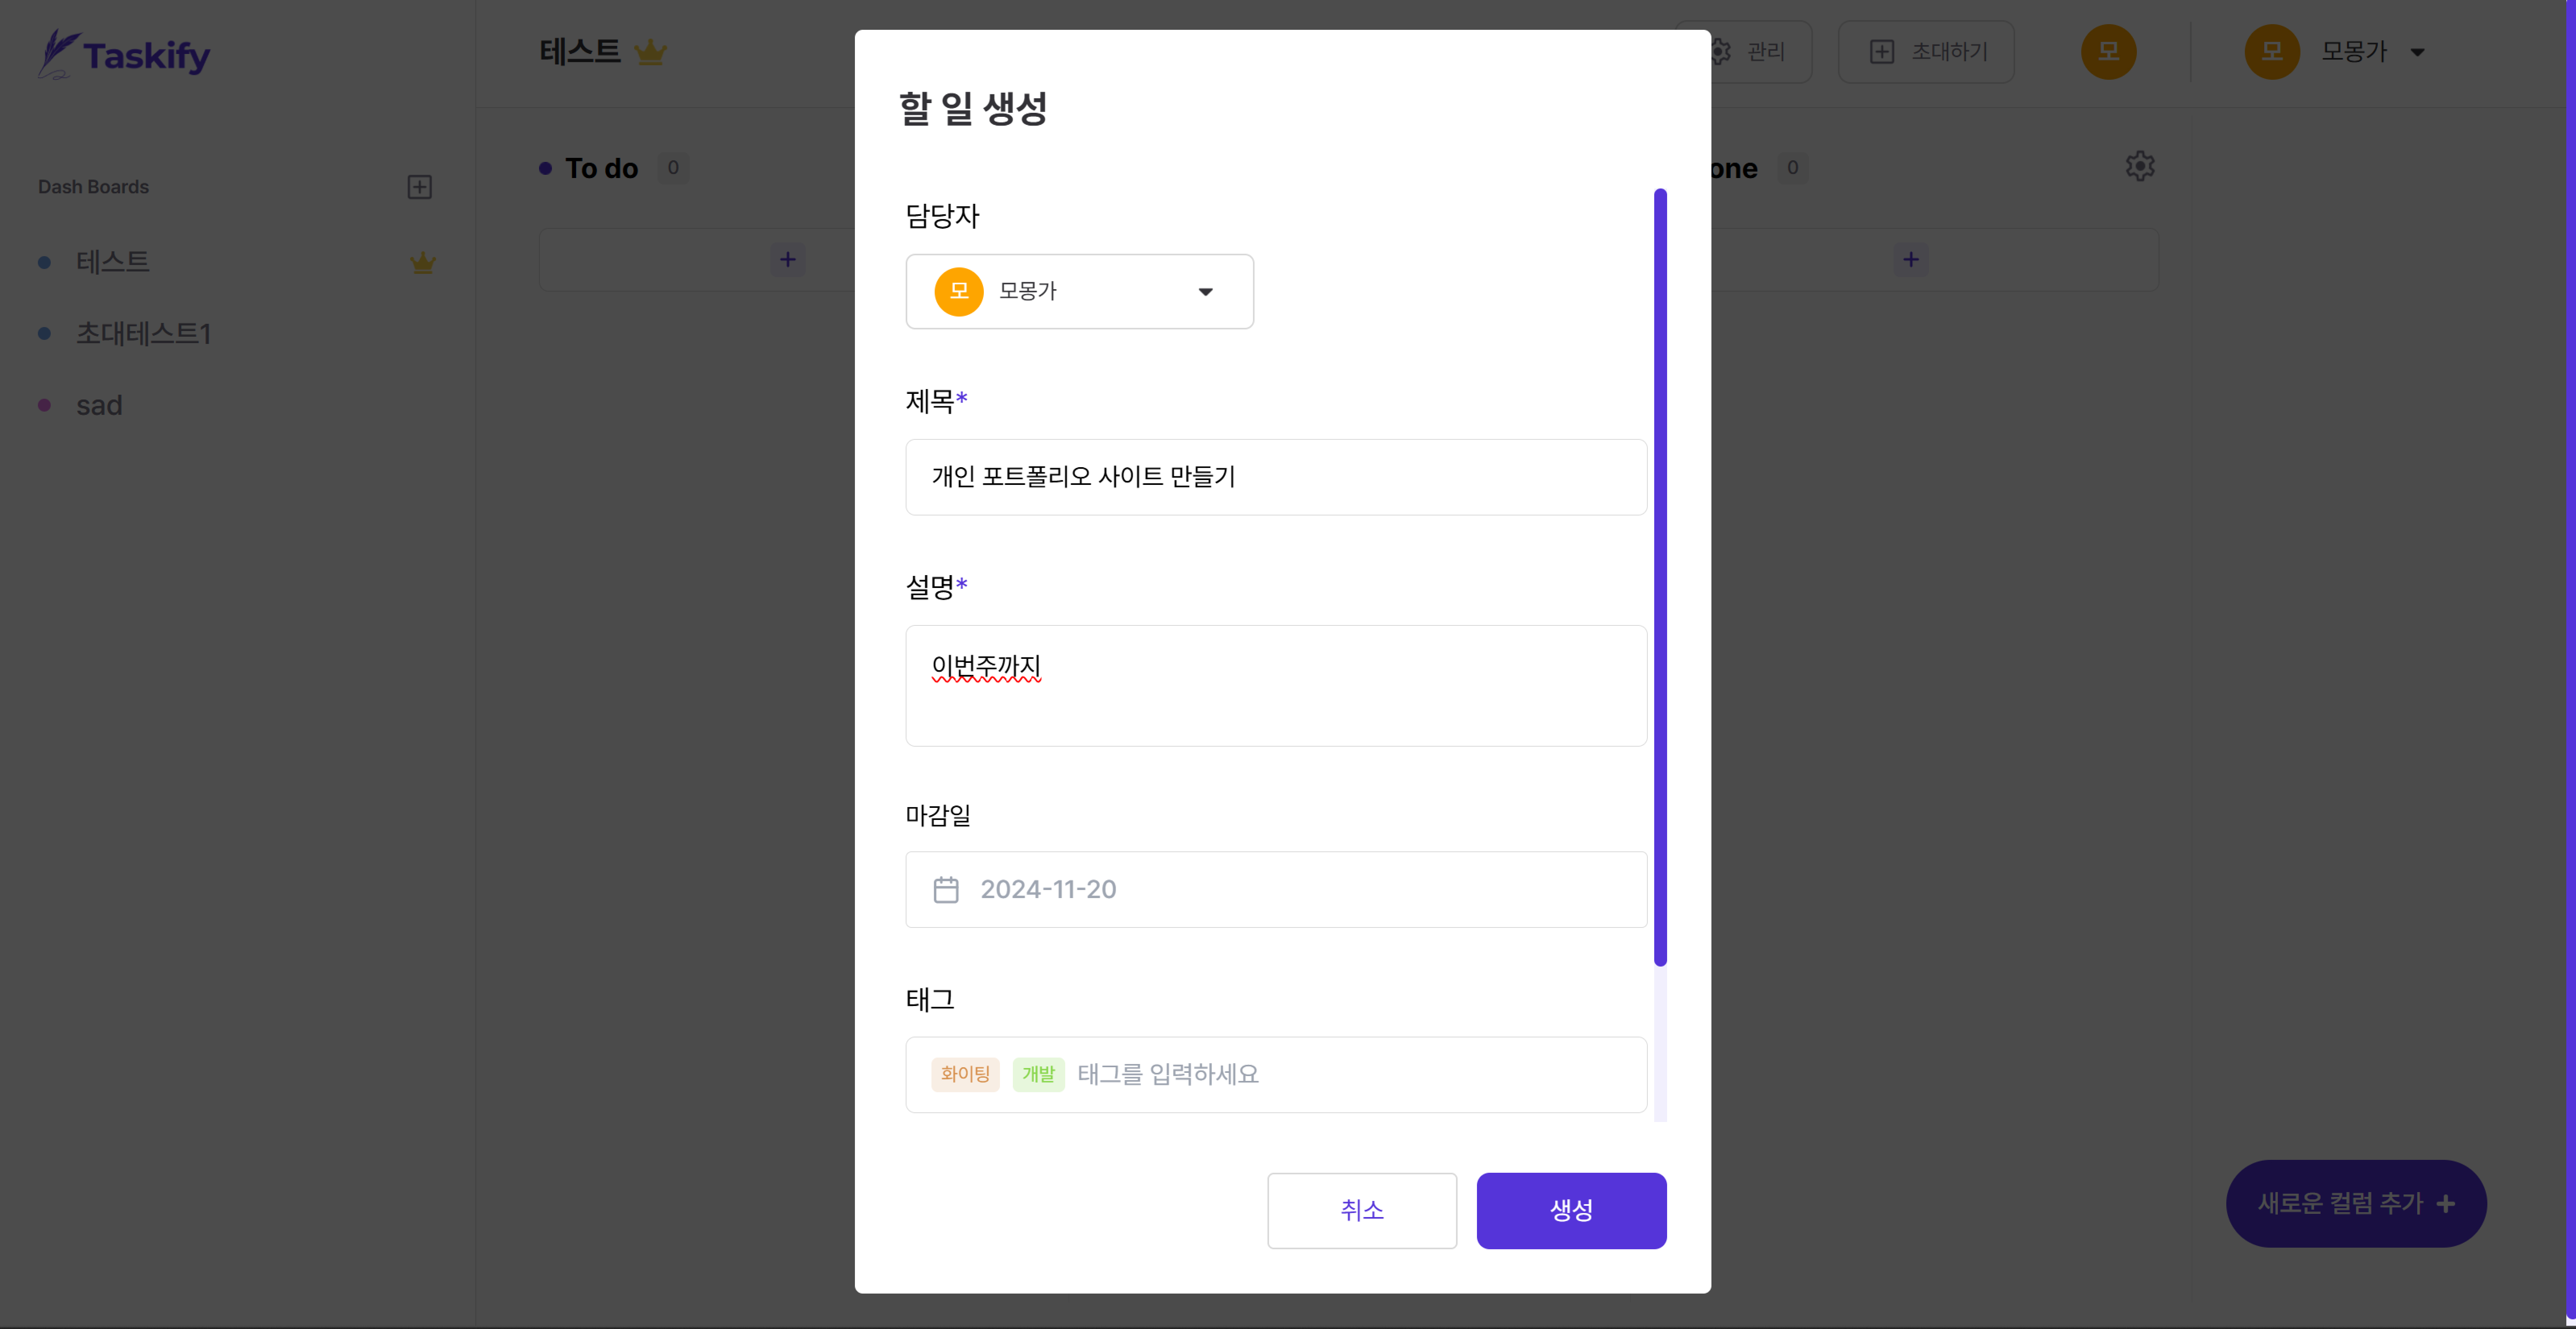 Taskify
테스트
관리
초대하기
모
모
모몽가
Dash Boards
테스트
초대테스트1
sad
To do 0
one 0
할 일 생성
담당자
모 모몽가
제목*
개인 포트폴리오 사이트 만들기
설명*
이번주까지
마감일
2024-11-20
태그
화이팅 개발 태그를 입력하세요
취소 생성
새로운 컬럼 추가 +